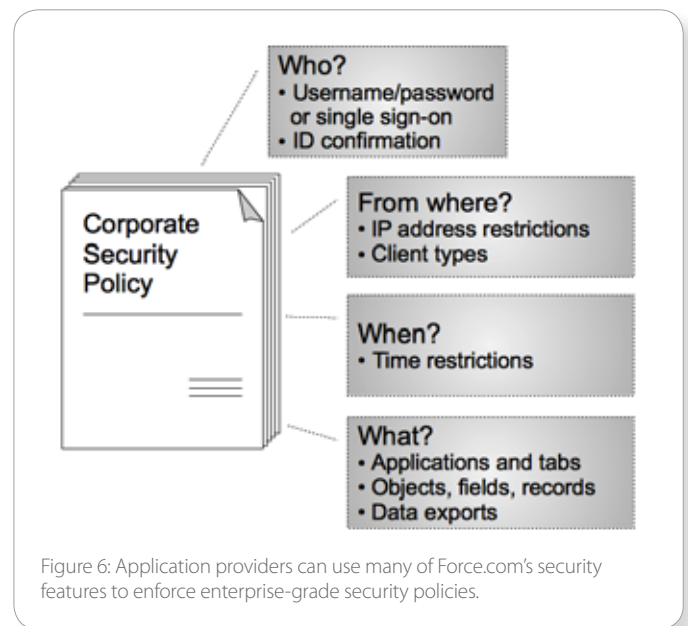 Who?
• Username/password
or single sign-on
• ID confirmation
Corporate
Security
Policy
From where?
• IP address restrictions
• Client types
When?
• Time restrictions
What?
• Applications and tabs
• Objects, fields, records
• Data exports
Figure 6: Application providers can use many of Force.com's security
features to enforce enterprise-grade security policies.